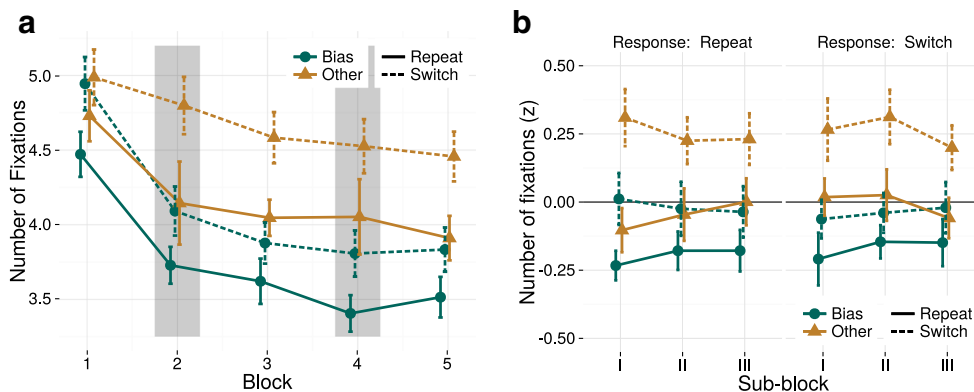 a
Number of Fixations
5.0
4.5
4.0
3.5
Bias
Other
Repeat
Switch
1 2 3 4 5
Block
b
Number of fixations (z)
Response: Repeat
Response: Switch
0.50
0.25
0.00
-0.25
-0.50
Bias
Other
Repeat
Switch
I II III
I II III
Sub-block